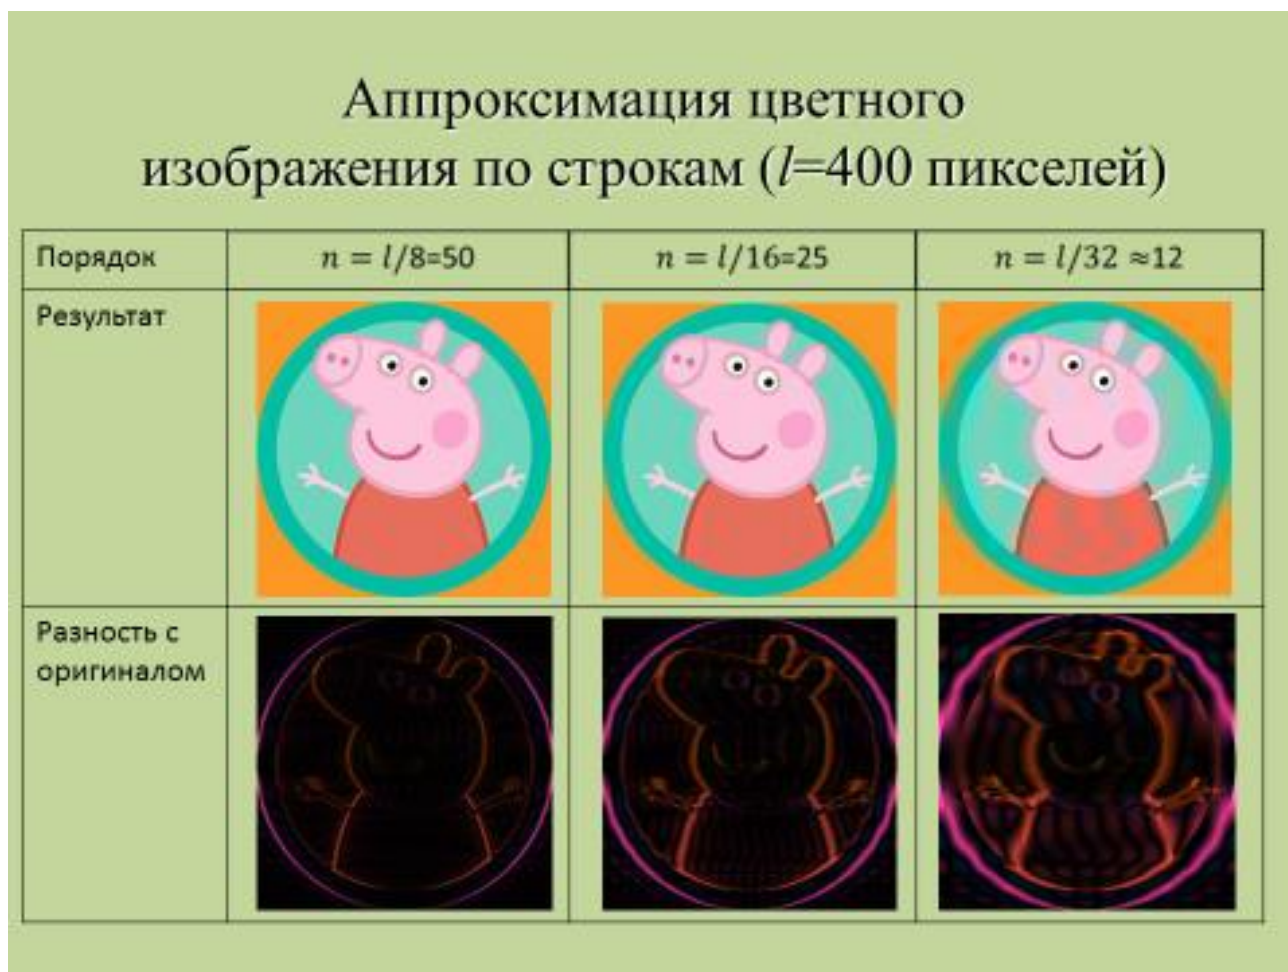 Аппроксимация цветного
изображения по строкам (l=400 пикселей)
Порядок
n = l/8=50
n = l/16=25
n = l/32 ≈12
Результат
Разность с
оригиналом